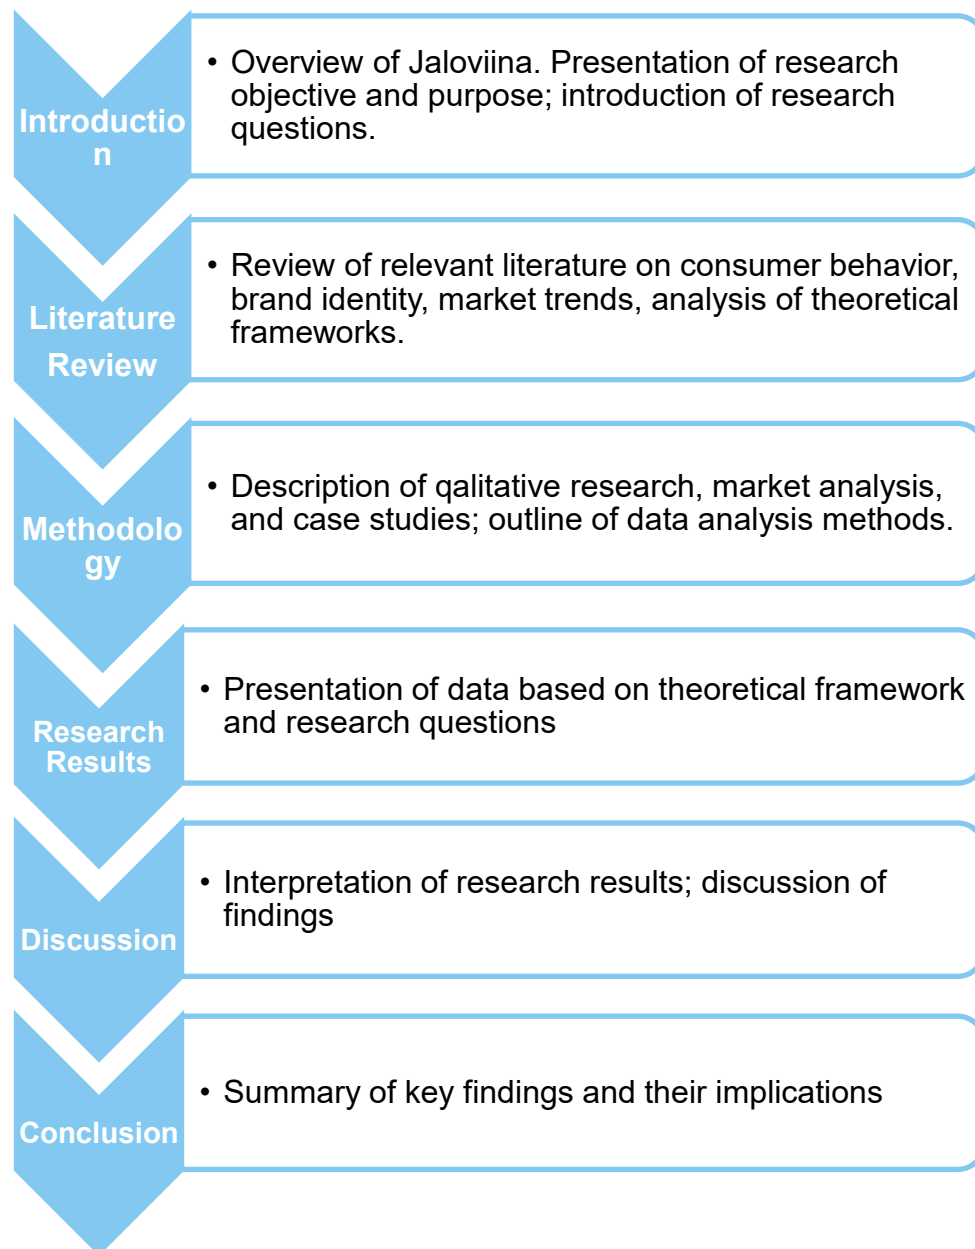 Introductio
n
• Overview of Jaloviina. Presentation of research
objective and purpose; introduction of research
questions.
Literature
Review
• Review of relevant literature on consumer behavior,
brand identity, market trends, analysis of theoretical
frameworks.
Methodolo
gy
• Description of qalitative research, market analysis,
and case studies; outline of data analysis methods.
Research
Results
• Presentation of data based on theoretical framework
and research questions
Discussion
• Interpretation of research results; discussion of
findings
Conclusion
• Summary of key findings and their implications